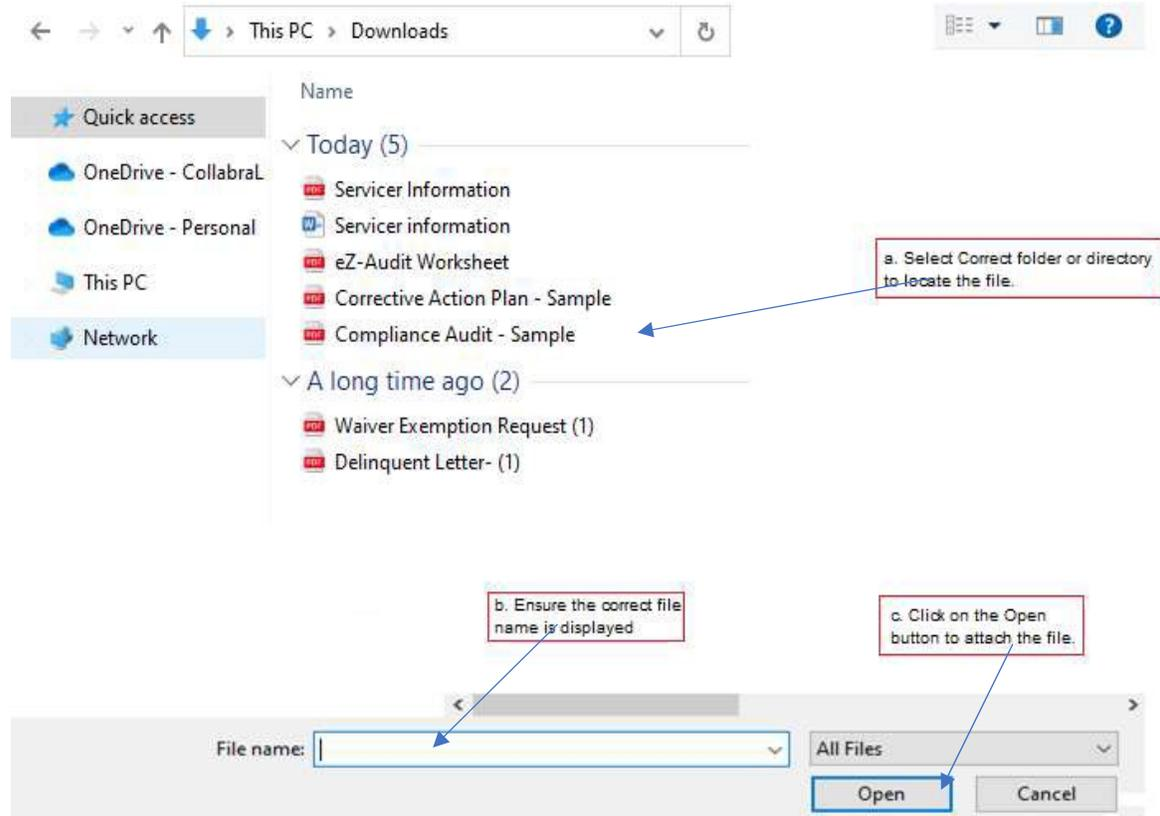 This PC > Downloads
Name
Quick access
Today (5)
OneDrive - CollabraL
Servicer Information
Servicer information
OneDrive - Personal
eZ-Audit Worksheet
a. Select Correct folder or directory
to locate the file.
This PC
Corrective Action Plan - Sample
Compliance Audit - Sample
Network
A long time ago (2)
Waiver Exemption Request (1)
Delinquent Letter- (1)
b. Ensure the correct file
name is displayed
c. Click on the Open
button to attach the file.
File name:
All Files
Open
Cancel